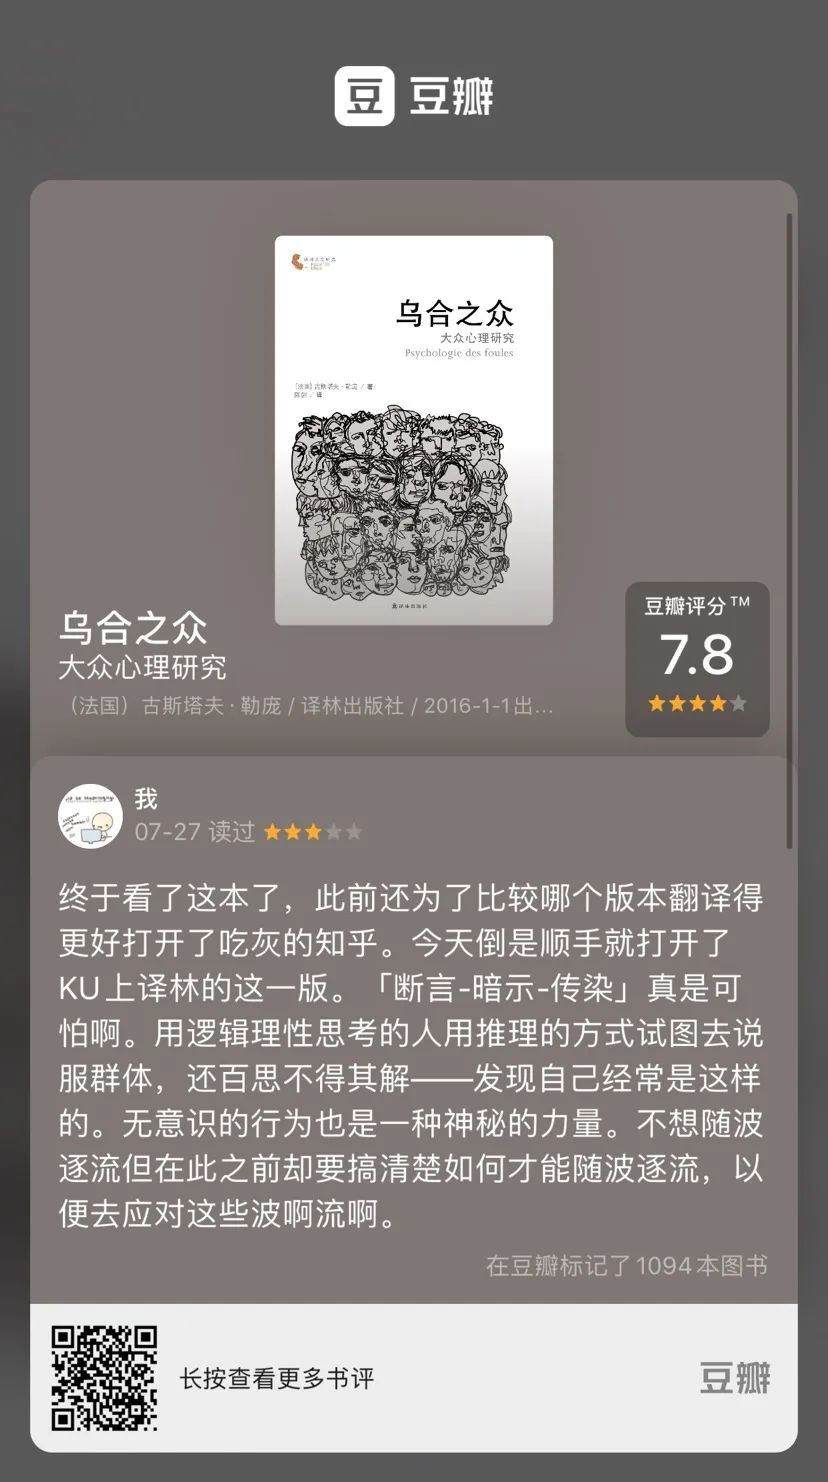 豆 豆瓣
乌合之众
大众心理研究
Psychologie des foules
[法国] 古斯塔夫·勒庞 / 著
陈剑 / 译
译林出版社
乌合之众
大众心理研究
（法国）古斯塔夫·勒庞 / 译林出版社 / 2016-1-1出...
豆瓣评分™
7.8
我
07-27 读过
终于看了这本了，此前还为了比较哪个版本翻译得
更好打开了吃灰的知乎。今天倒是顺手就打开了
KU上译林的这一版。「断言-暗示-传染」真是可
怕啊。用逻辑理性思考的人用推理的方式试图去说
服群体，还百思不得其解——发现自己经常是这样
的。无意识的行为也是一种神秘的力量。不想随波
逐流但在此之前却要搞清楚如何才能随波逐流，以
便去应对这些波啊流啊。
在豆瓣标记了1094本图书
长按查看更多书评
豆瓣